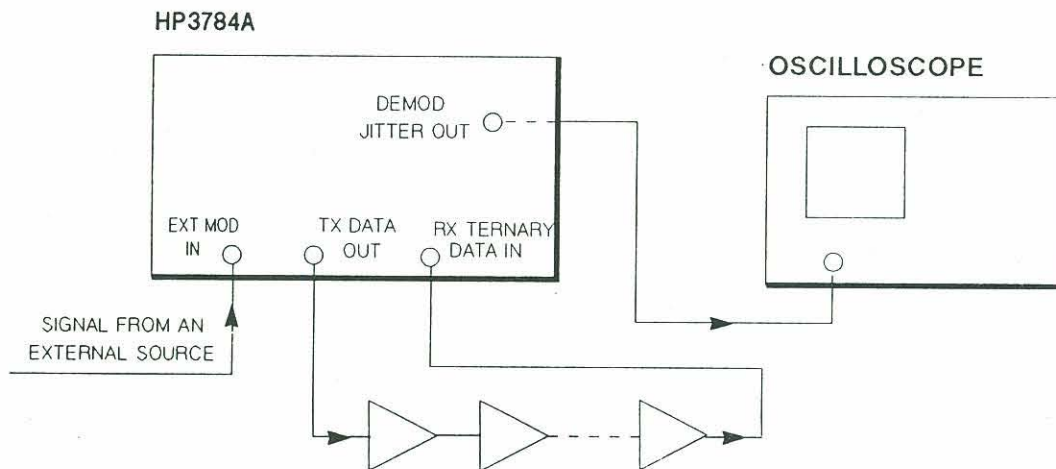 HP3784A
OSCILLOSCOPE
DEMOD
JITTER OUT
EXT MOD
IN
TX DATA
OUT
RX TERNARY
DATA IN
SIGNAL FROM AN
EXTERNAL SOURCE